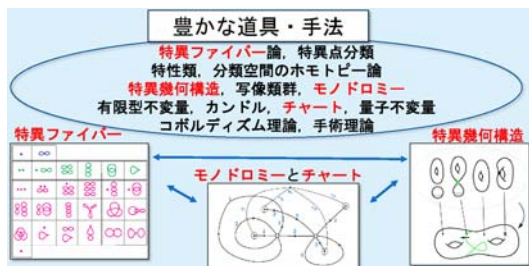 豊かな道具・手法
特異ファイバー論, 特異点分類
特性類, 分類空間のホモトピー論
特異幾何構造, 写像類群, モノドロミー
有限型不変量, カンドル, チャート, 量子不変量
コボルディズム理論, 手術理論
特異ファイバー
特異幾何構造
モノドロミーとチャート